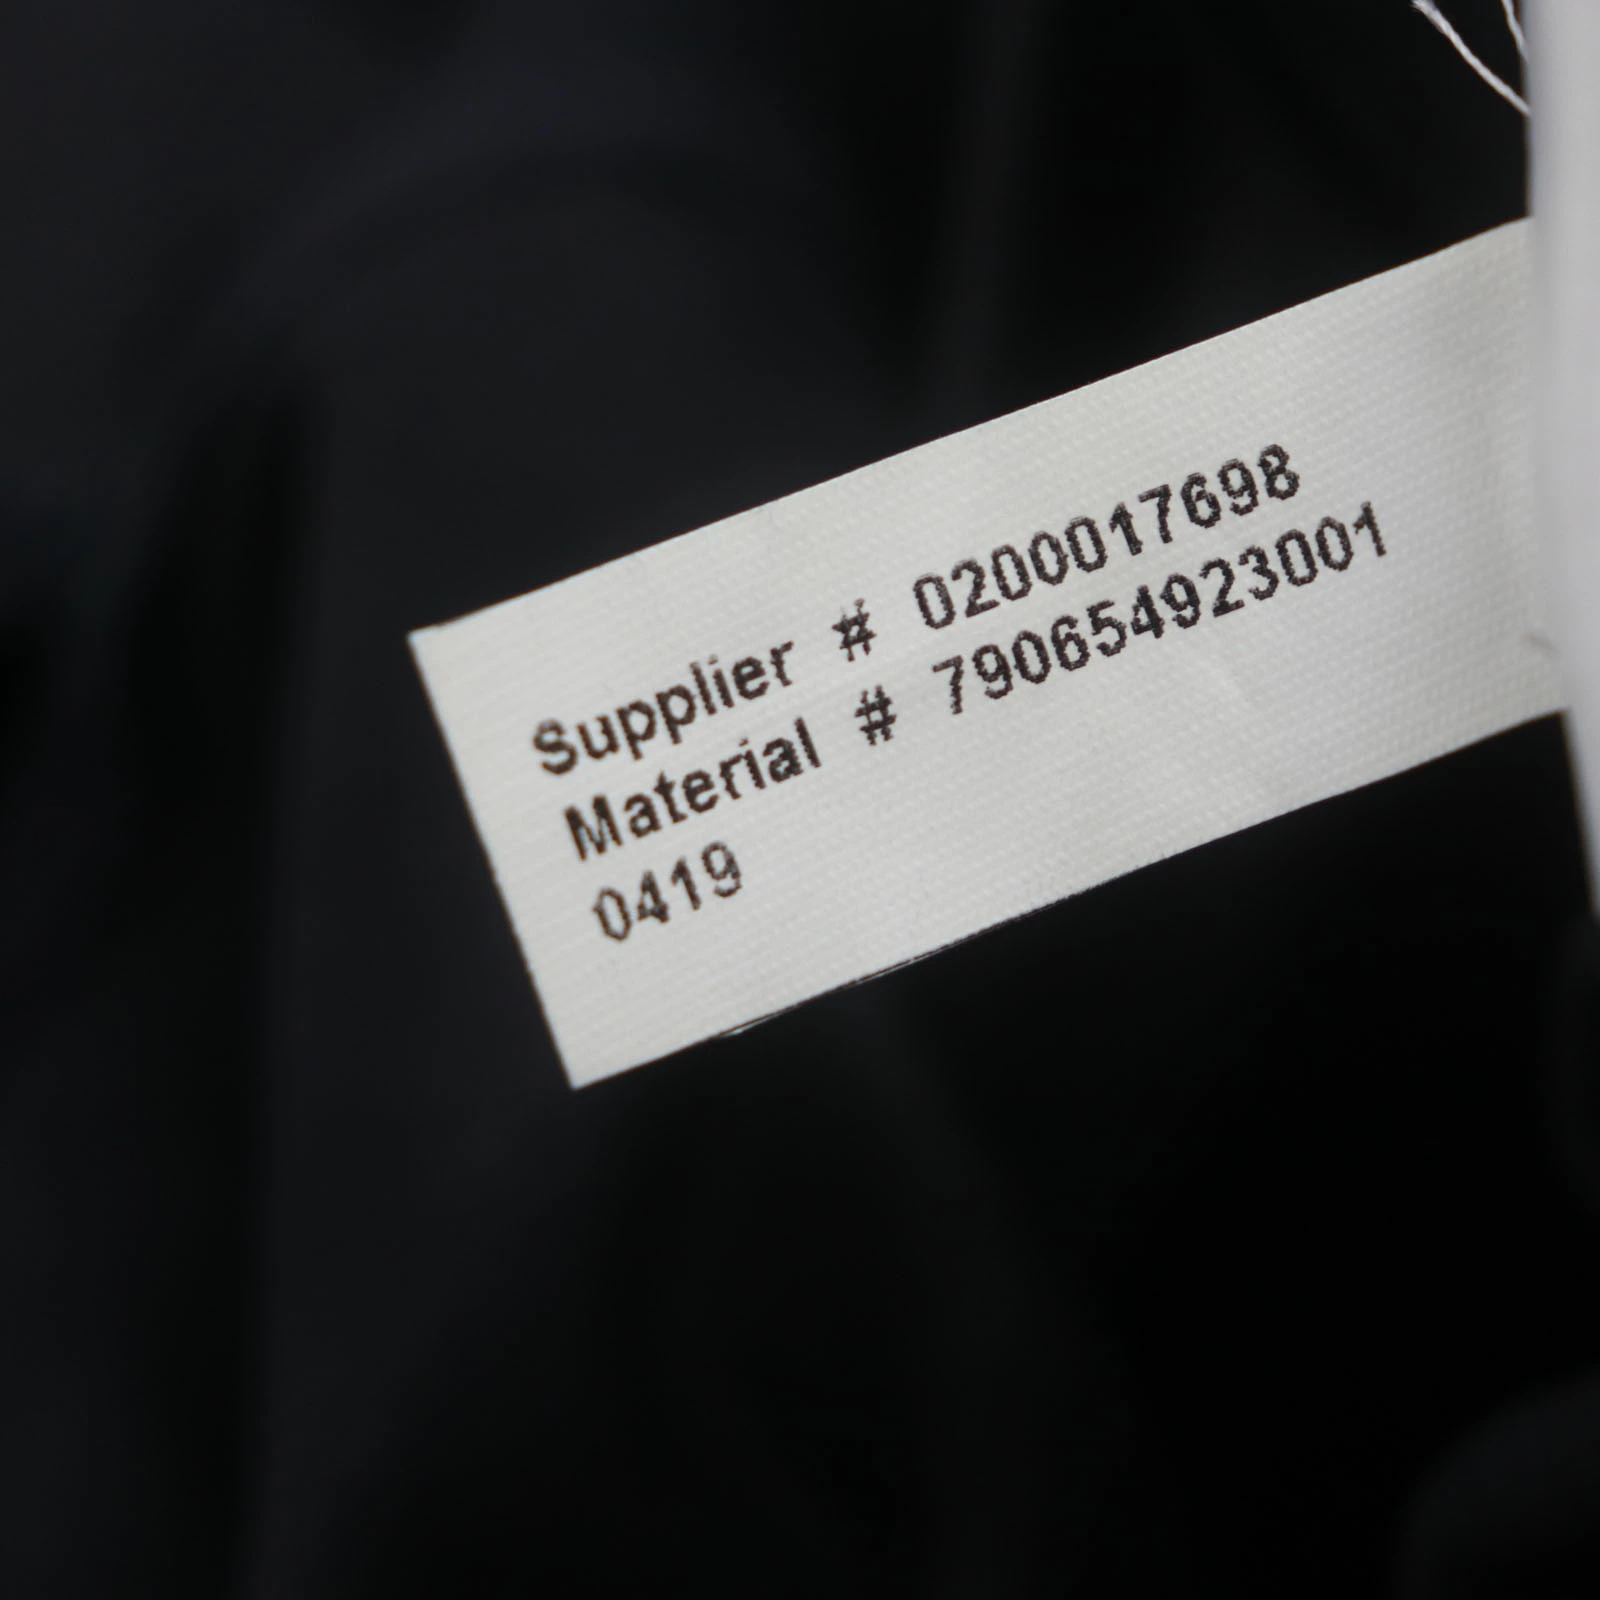 Supplier # 0200017698
Material # 790654923001
0419